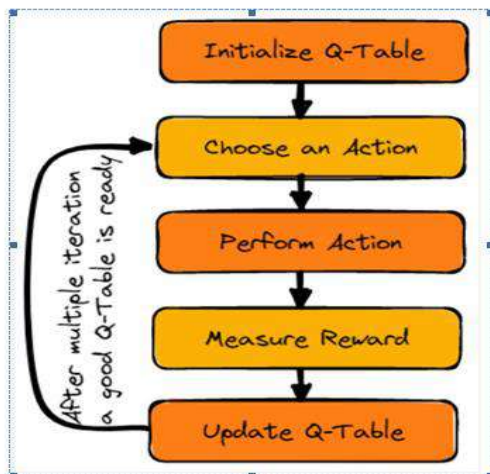 Initialize Q-Table
Choose an Action
Perform Action
Measure Reward
Update Q-Table
After multiple iteration
a good Q-Table is ready